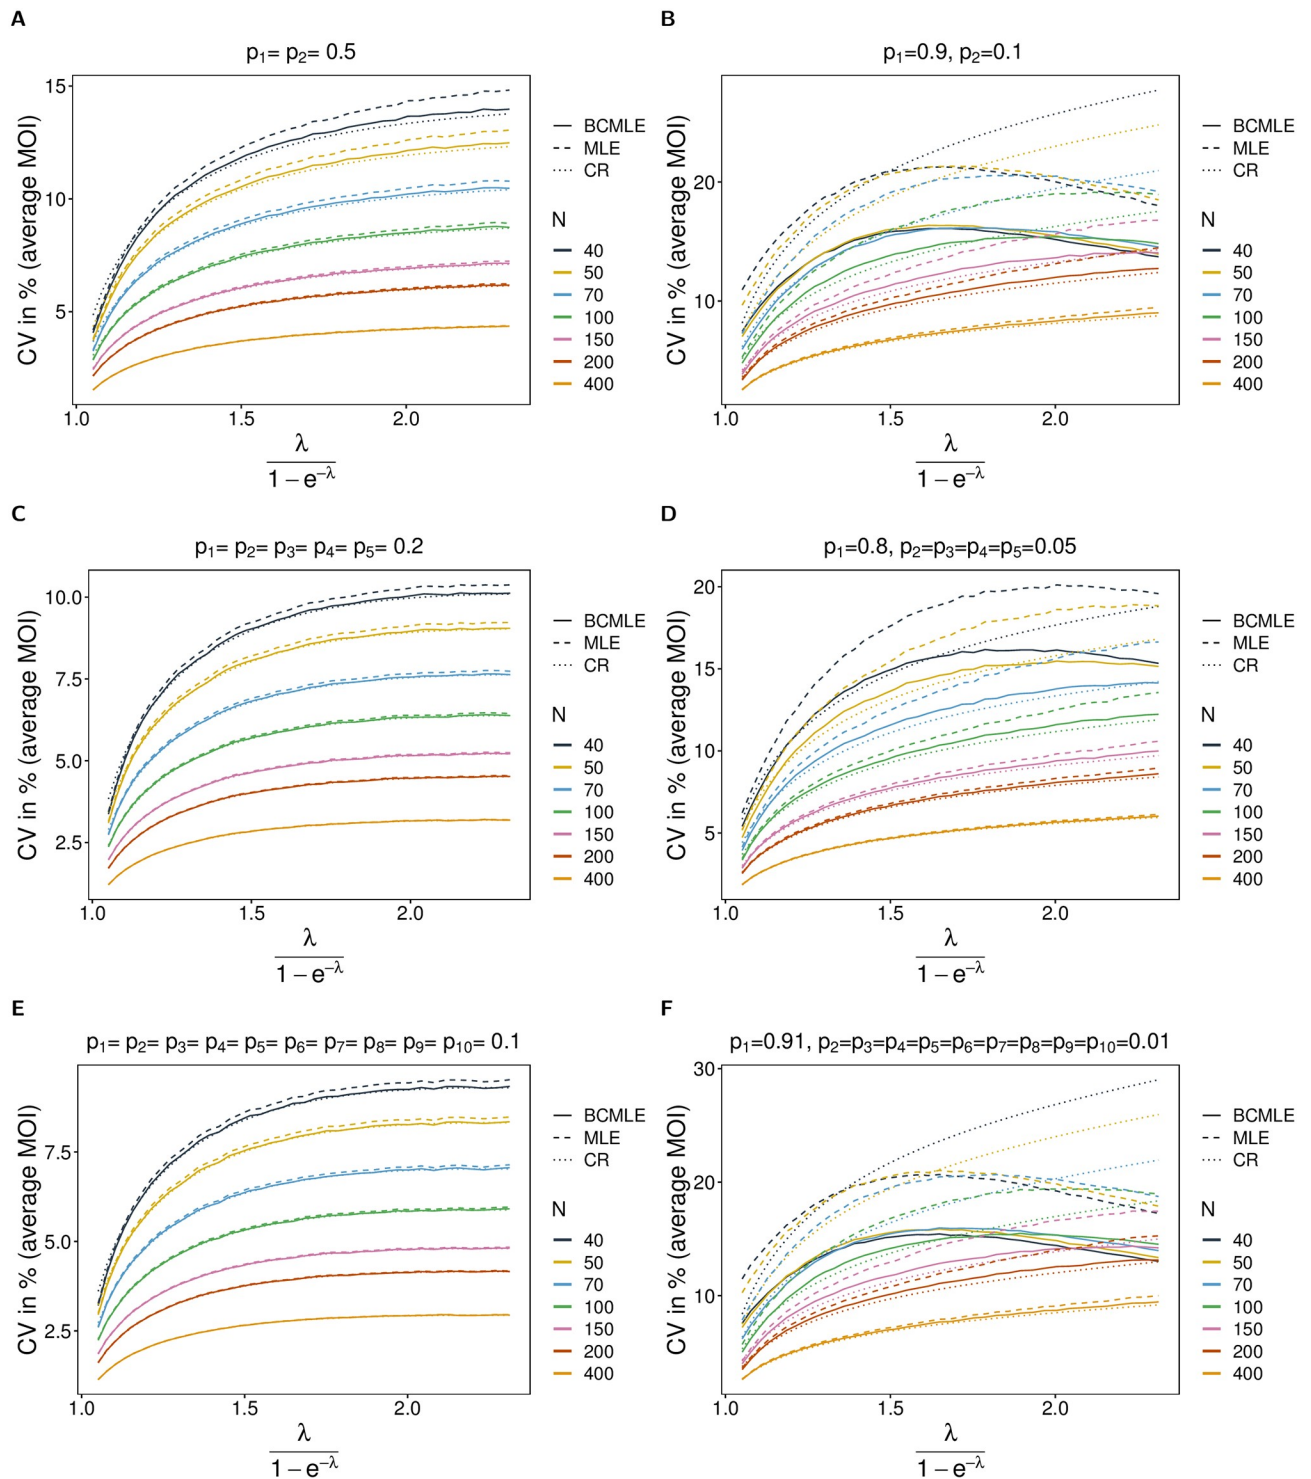 A
p1= p2= 0.5
CV in % (average MOI)
15
10
5
1.0 1.5 2.0
λ
1−e−λ
BCMLE
MLE
CR
N
40
50
70
100
150
200
400
B
p1=0.9, p2=0.1
CV in % (average MOI)
20
10
1.0 1.5 2.0
λ
1−e−λ
BCMLE
MLE
CR
N
40
50
70
100
150
200
400
C
p1= p2= p3= p4= p5= 0.2
CV in % (average MOI)
10.0
7.5
5.0
2.5
1.0 1.5 2.0
λ
1−e−λ
BCMLE
MLE
CR
N
40
50
70
100
150
200
400
D
p1=0.8, p2=p3=p4=p5=0.05
CV in % (average MOI)
20
15
10
5
1.0 1.5 2.0
λ
1−e−λ
BCMLE
MLE
CR
N
40
50
70
100
150
200
400
E
p1= p2= p3= p4= p5= p6= p7= p8= p9= p10= 0.1
CV in % (average MOI)
7.5
5.0
2.5
1.0 1.5 2.0
λ
1−e−λ
BCMLE
MLE
CR
N
40
50
70
100
150
200
400
F
p1=0.91, p2=p3=p4=p5=p6=p7=p8=p9=p10=0.01
CV in % (average MOI)
30
20
10
1.0 1.5 2.0
λ
1−e−λ
BCMLE
MLE
CR
N
40
50
70
100
150
200
400